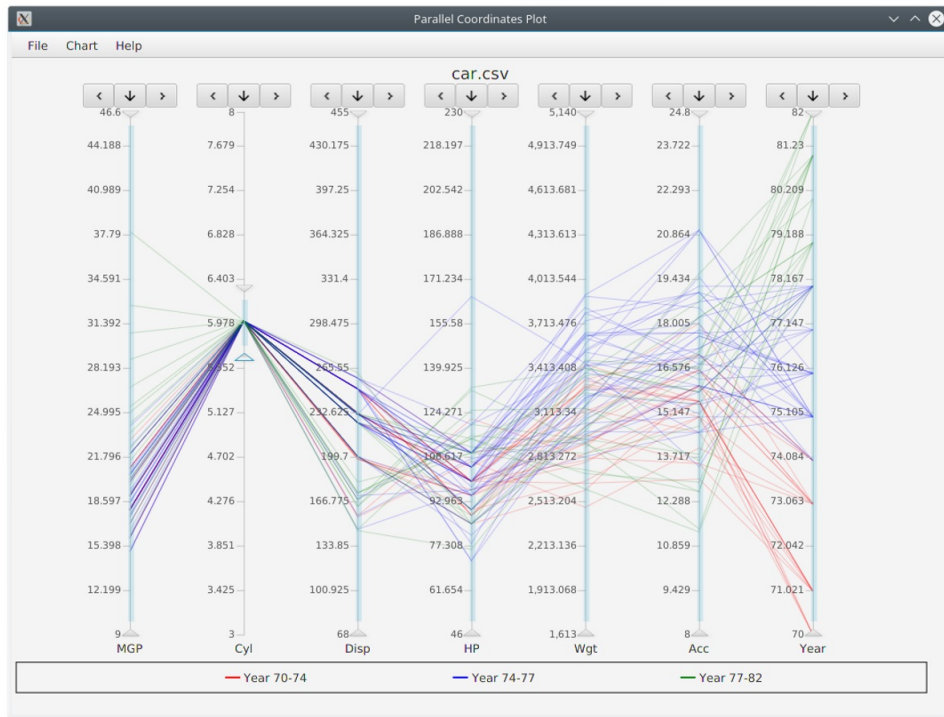 Parallel Coordinates Plot
File Chart Help
car.csv
46.6 8 455 230 5,140 24.8 82
44.188 7.679 430.175 218.197 4,913.749 23.722 81.23
40.989 7.254 397.25 202.542 4,613.681 22.293 80.209
37.79 6.828 364.325 186.888 4,313.613 20.864 79.188
34.591 6.403 331.4 171.234 4,013.544 19.434 78.167
31.392 5.978 298.475 155.58 3,713.476 18.005 77.147
28.193 5.552 265.55 139.925 3,413.408 16.576 76.126
24.995 5.127 232.625 124.271 3,113.34 15.147 75.105
21.796 4.702 199.7 108.617 2,813.272 13.717 74.084
18.597 4.276 166.775 92.963 2,513.204 12.288 73.063
15.398 3.851 133.85 77.308 2,213.136 10.859 72.042
12.199 3.425 100.925 61.654 1,913.068 9.429 71.021
9 3 68 46 1,613 8 70
MGP Cyl Disp HP Wgt Acc Year
Year 70-74 Year 74-77 Year 77-82